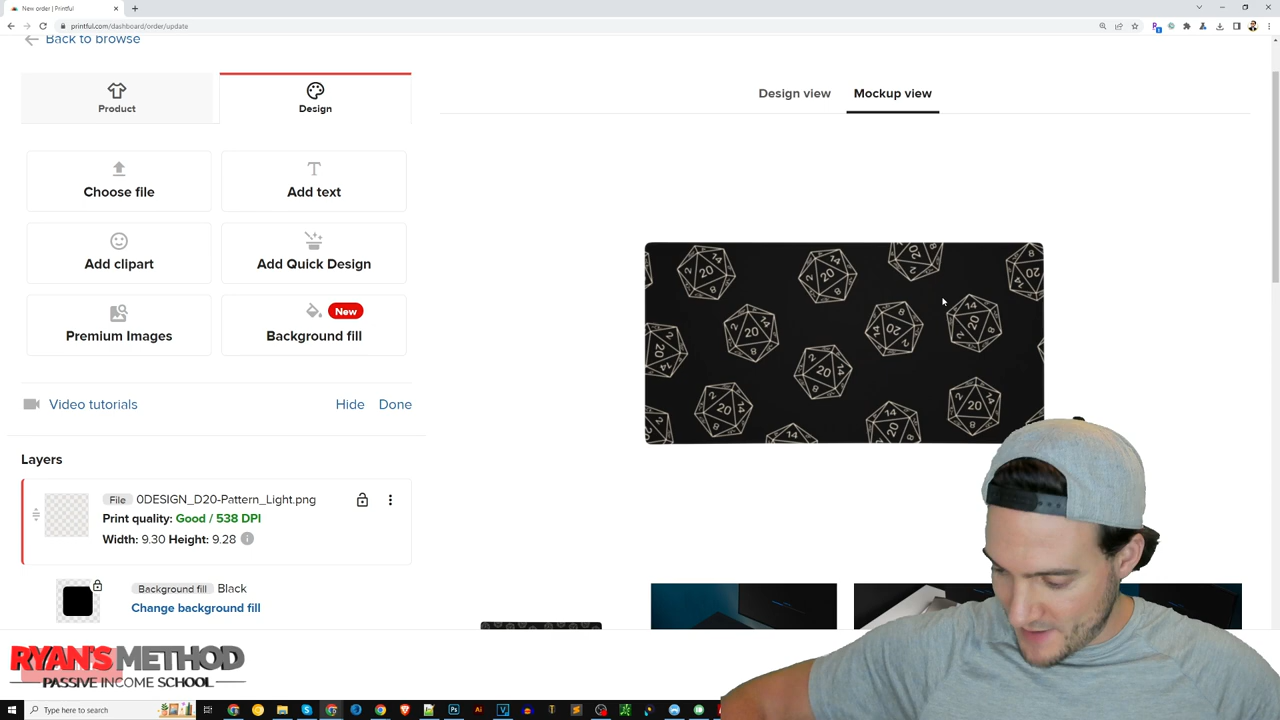 New order | Printful
printful.com/dashboard/order/update
Back to browse
Product
Design
Design view
Mockup view
Choose file
Add text
Add clipart
Add Quick Design
Premium Images
New
Background fill
Video tutorials
Hide
Done
Layers
File 0DESIGN_D20-Pattern_Light.png
Print quality: Good / 538 DPI
Width: 9.30 Height: 9.28
Background fill Black
Change background fill
RYAN'S METHOD
PASSIVE INCOME SCHOOL
Type here to search